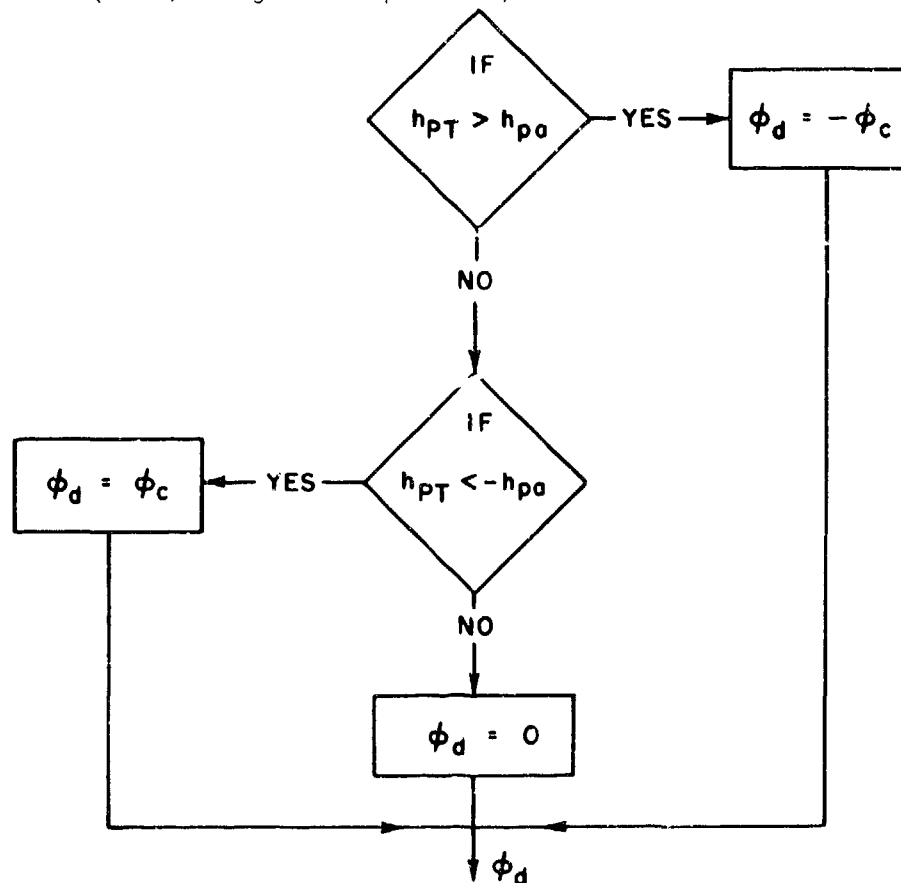 IF
h_PT > h_pa
YES
ϕ_d = -ϕ_c
NO
IF
h_PT < -h_pa
YES
ϕ_d = ϕ_c
NO
ϕ_d = 0
ϕ_d